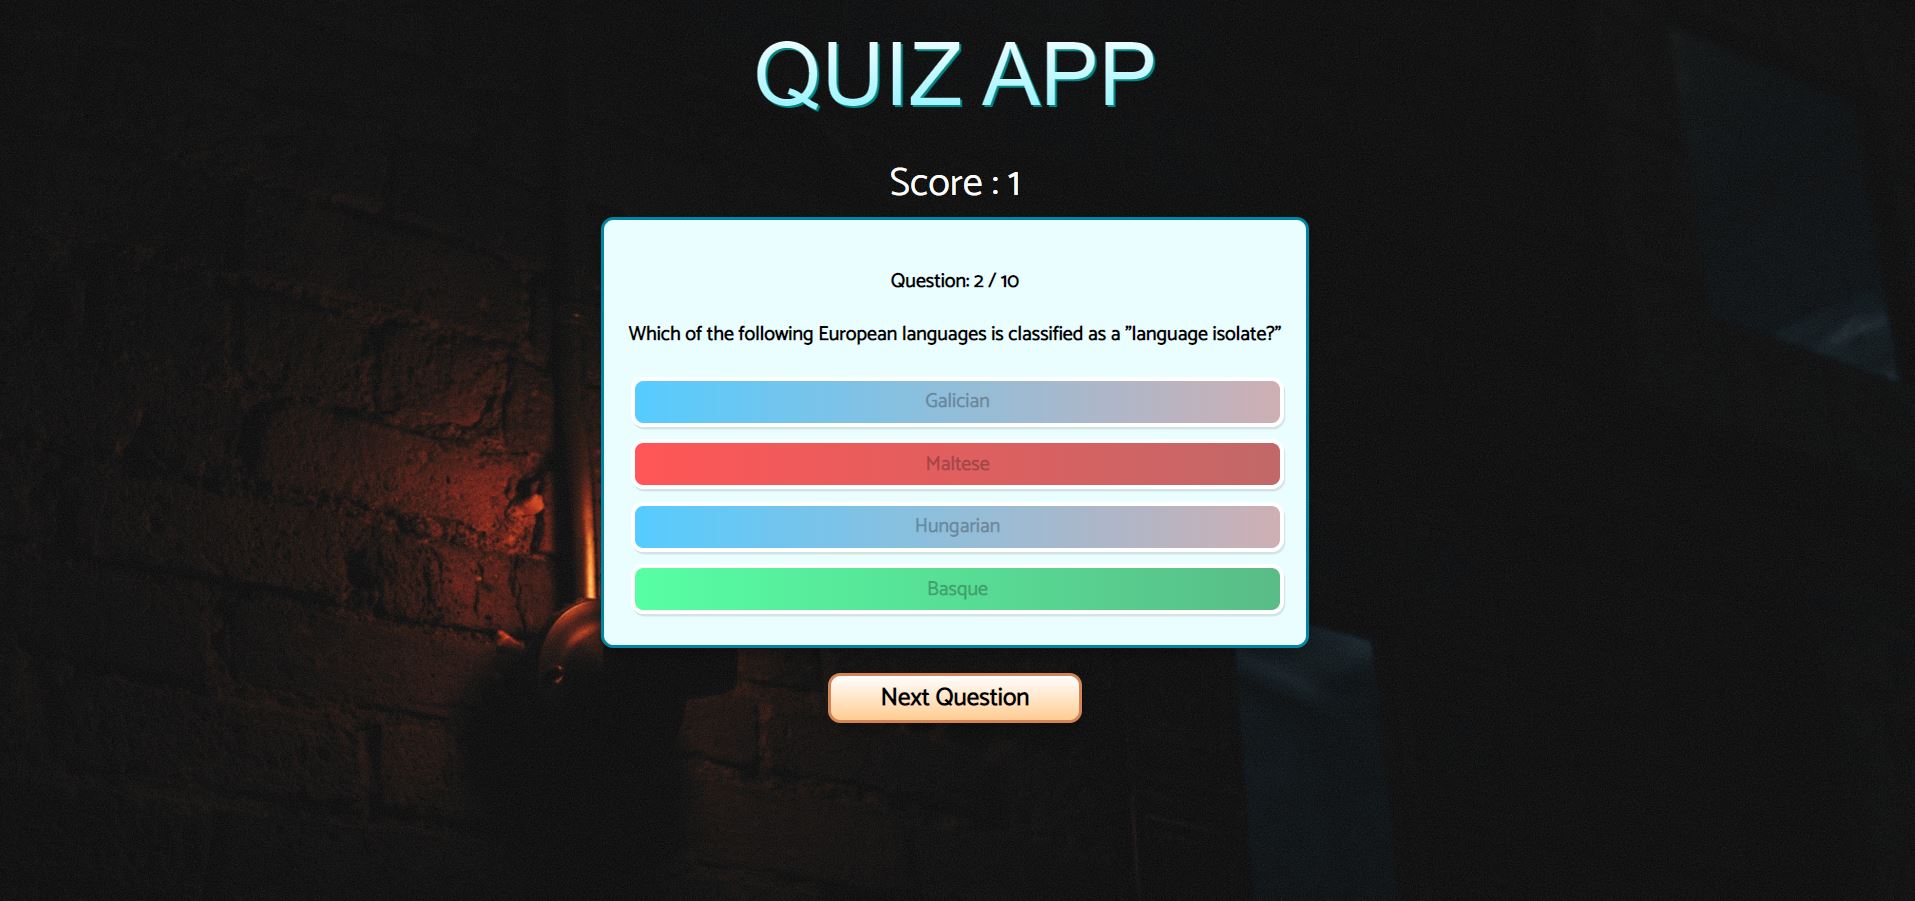 QUIZ APP
Score : 1
Question: 2 / 10
Which of the following European languages is classified as a ”language isolate?”
Galician
Maltese
Hungarian
Basque
Next Question